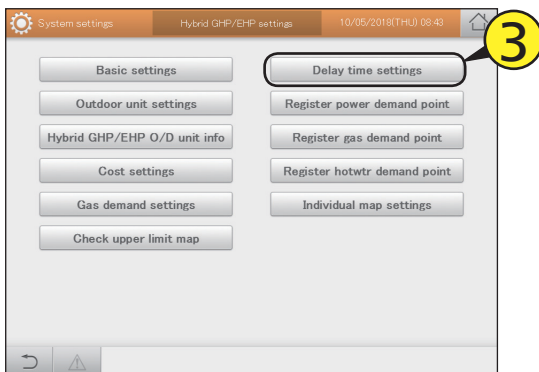 System settings
Hybrid GHP/EHP settings
10/05/2018(THU) 08:43
3
Basic settings
Delay time settings
Outdoor unit settings
Register power demand point
Hybrid GHP/EHP O/D unit info
Register gas demand point
Cost settings
Register hotwtr demand point
Gas demand settings
Individual map settings
Check upper limit map